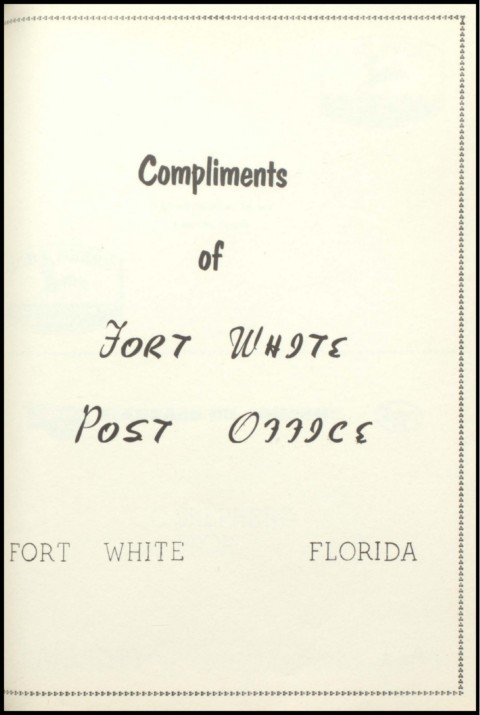 Compliments
of
FORT WHITE
POST OFFICE
FORT WHITE FLORIDA